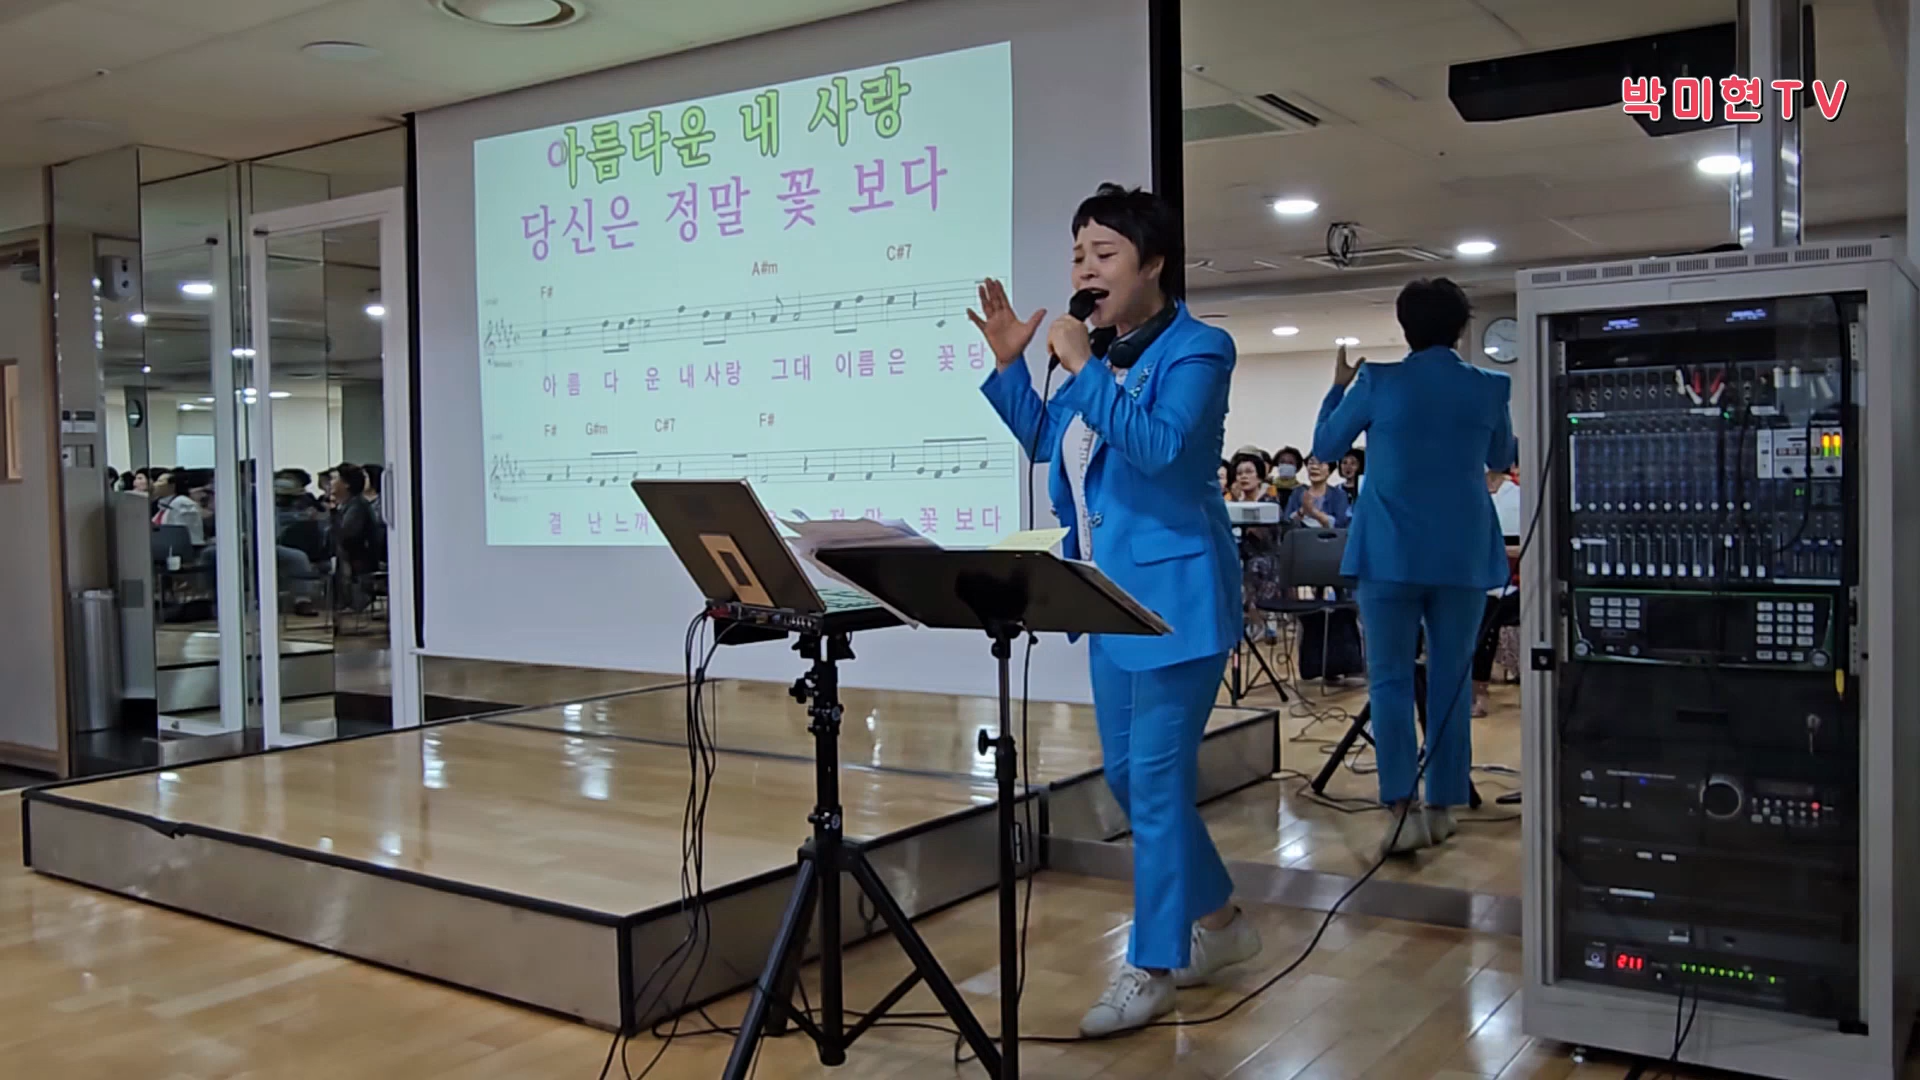 박미현TV
아름다운 내 사랑
당신은 정말 꽃 보다
F# A#m C#7
아 름 다 운 내 사랑 그대 이름 은 꽃 당
F# G#m C#7 F#
결 난 느껴 정 말 꽃 보다
211